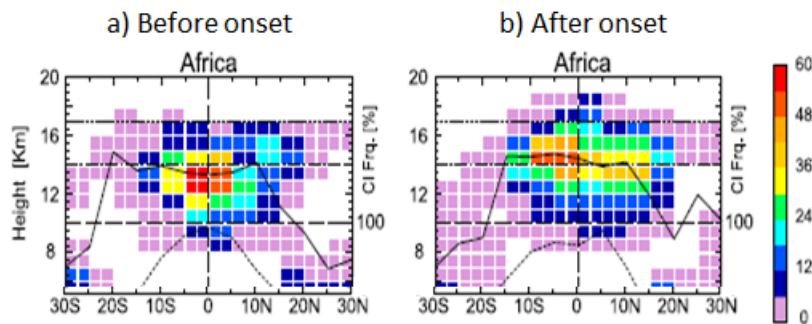 a) Before onset
b) After onset
Africa
Africa
20
16
14
12
8
Height [Km]
CI Frq. [%]
100
30S 20S 10S 0 10N 20N 30N
20
16
14
12
8
CI Frq. [%]
100
30S 20S 10S 0 10N 20N 30N
60
48
36
24
12
0